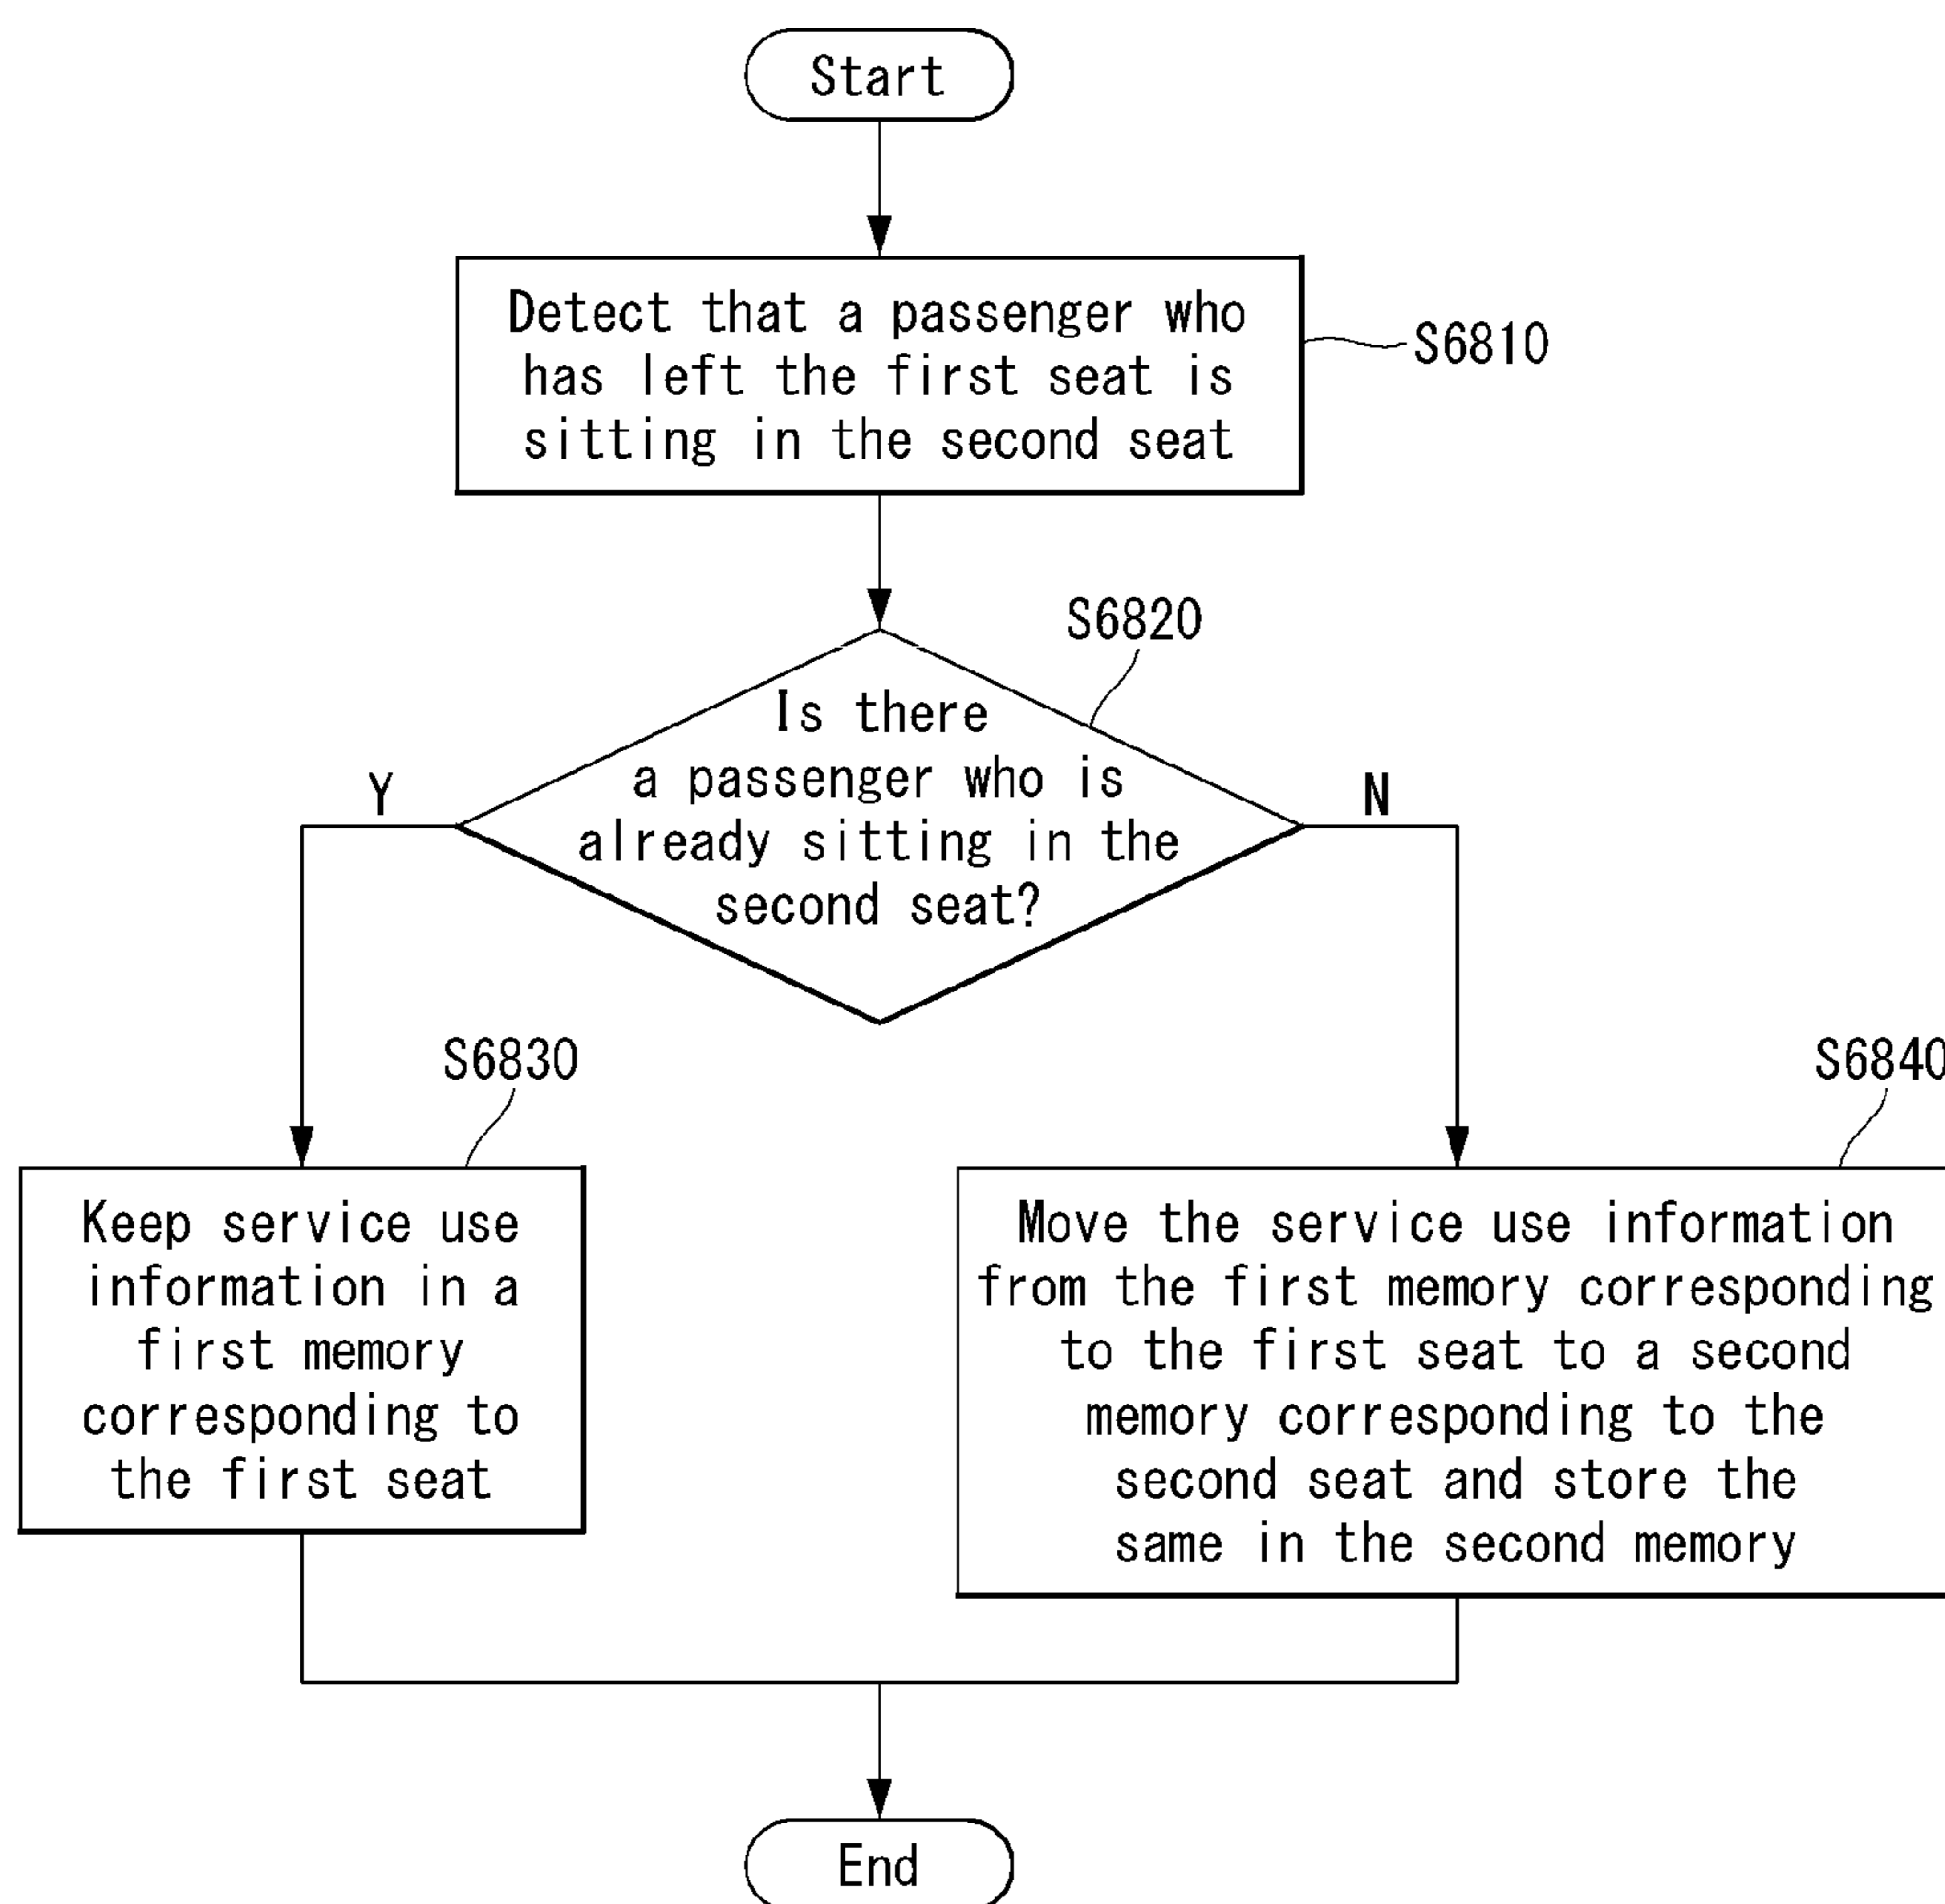 Start
Detect that a passenger who
has left the first seat is
sitting in the second seat
S6810
S6820
Is there
a passenger who is
already sitting in the
second seat?
Y
N
S6830
S6840
Keep service use
information in a
first memory
corresponding to
the first seat
Move the service use information
from the first memory corresponding
to the first seat to a second
memory corresponding to the
second seat and store the
same in the second memory
End